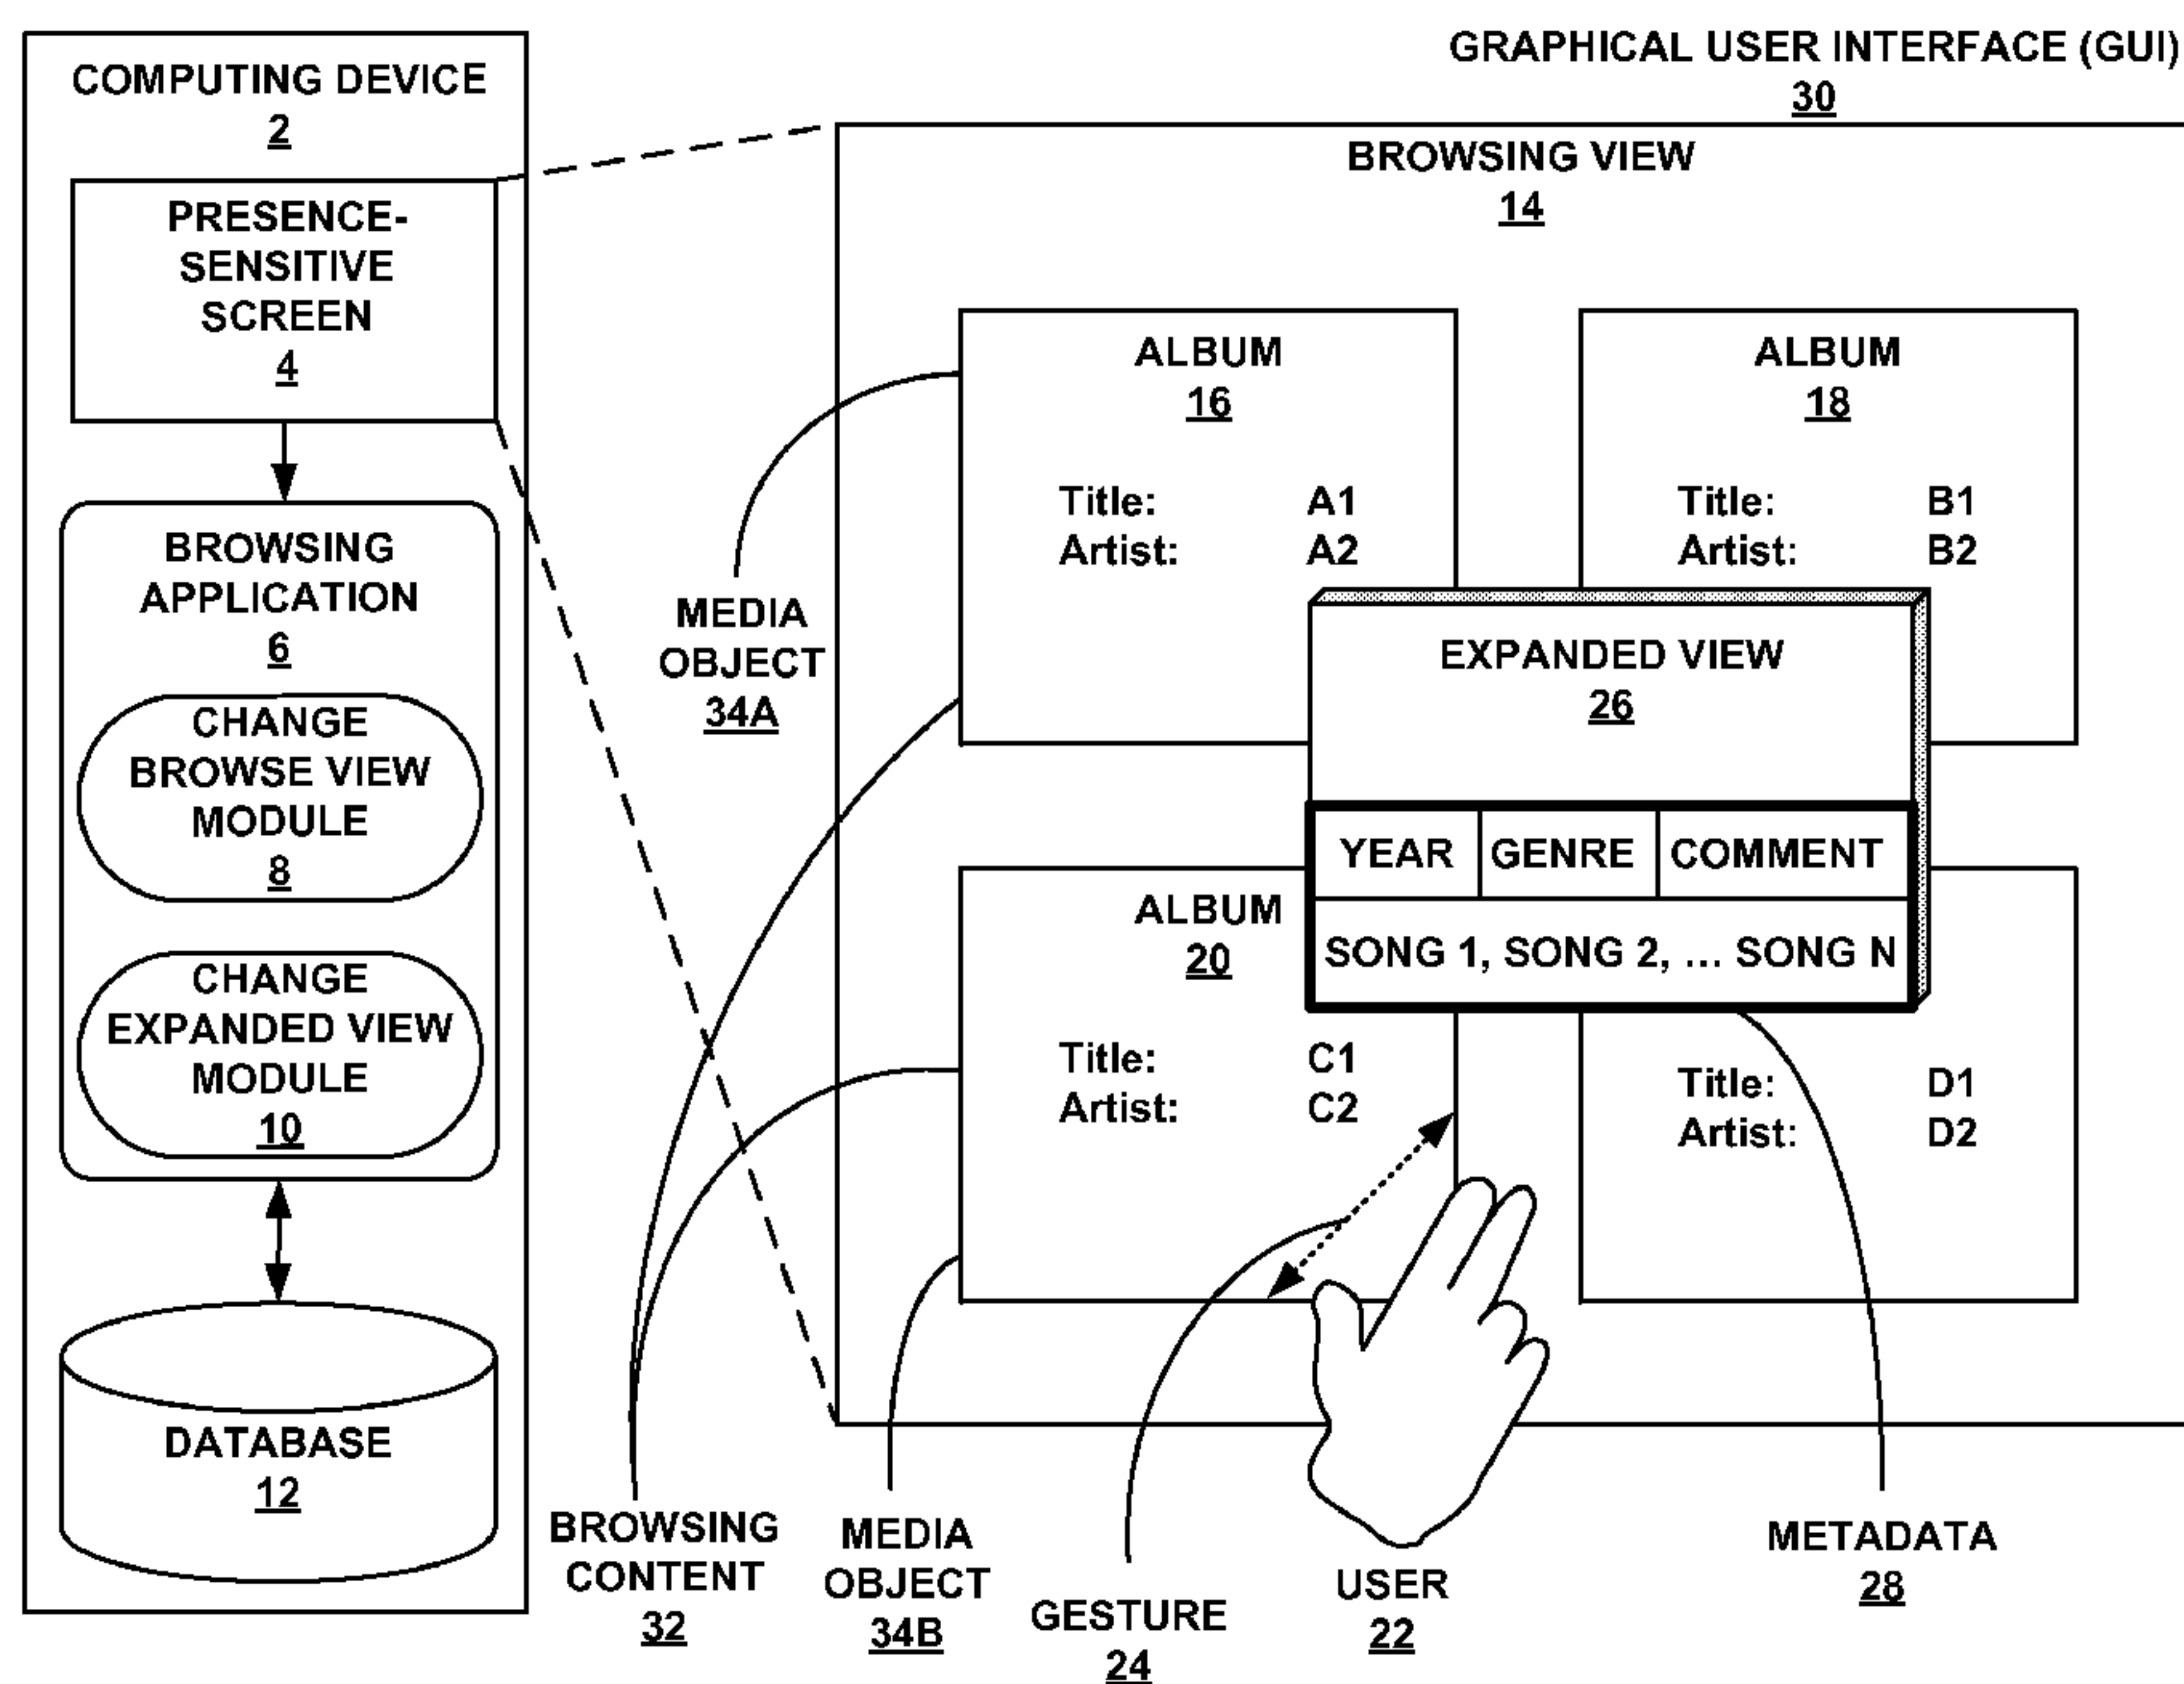 COMPUTING DEVICE
2
PRESENCE-
SENSITIVE
SCREEN
4
BROWSING
APPLICATION
6
CHANGE
BROWSE VIEW
MODULE
8
CHANGE
EXPANDED VIEW
MODULE
10
DATABASE
12
GRAPHICAL USER INTERFACE (GUI)
30
BROWSING VIEW
14
ALBUM
16
Title: A1
Artist: A2
ALBUM
18
Title: B1
Artist: B2
MEDIA
OBJECT
34A
EXPANDED VIEW
26
YEAR GENRE COMMENT
SONG 1, SONG 2, ... SONG N
ALBUM
20
Title: C1
Artist: C2
Title: D1
Artist: D2
BROWSING
CONTENT
32
MEDIA
OBJECT
34B
GESTURE
24
USER
22
METADATA
28